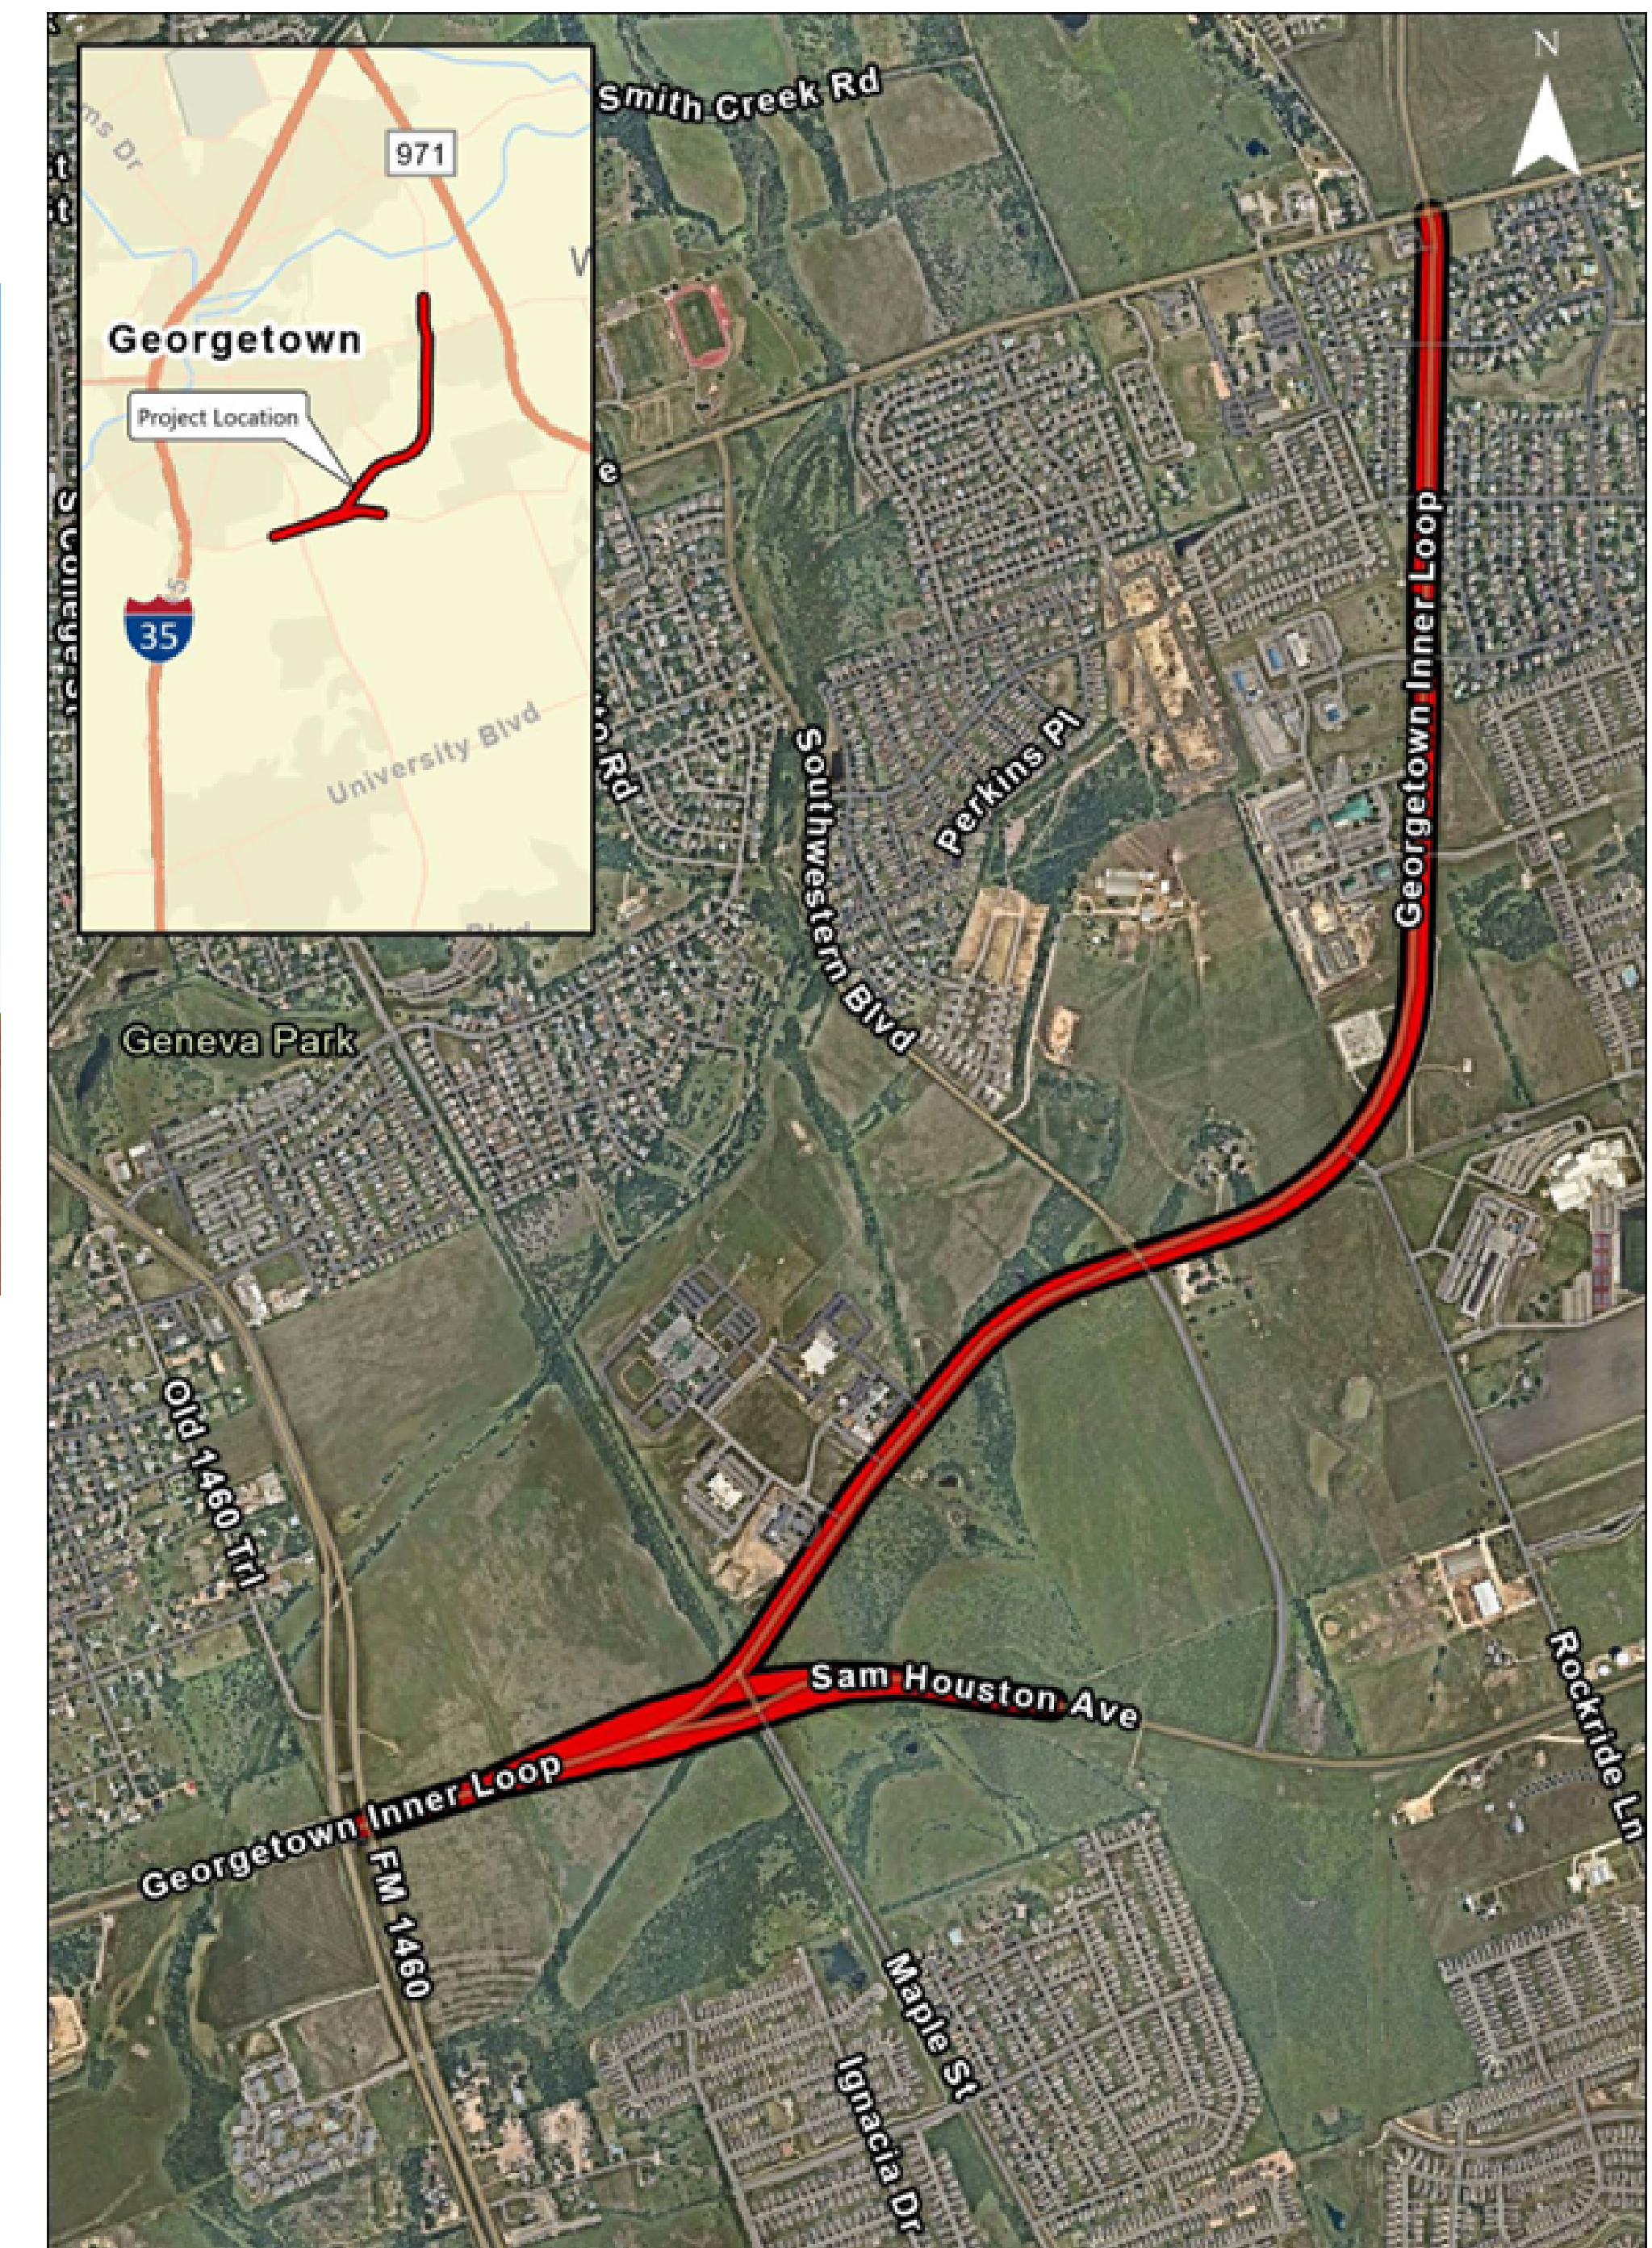 N
Smith Creek Rd
971
Georgetown
Project Location
35
University Blvd
Blvd
Georgetown Inner Loop
Perkins Pl
Southwestern Blvd
Geneva Park
Old 1460 Trl
Sam Houston Ave
Rockride Ln
Georgetown Inner Loop
FM 1460
Maple St
Ignacia Dr